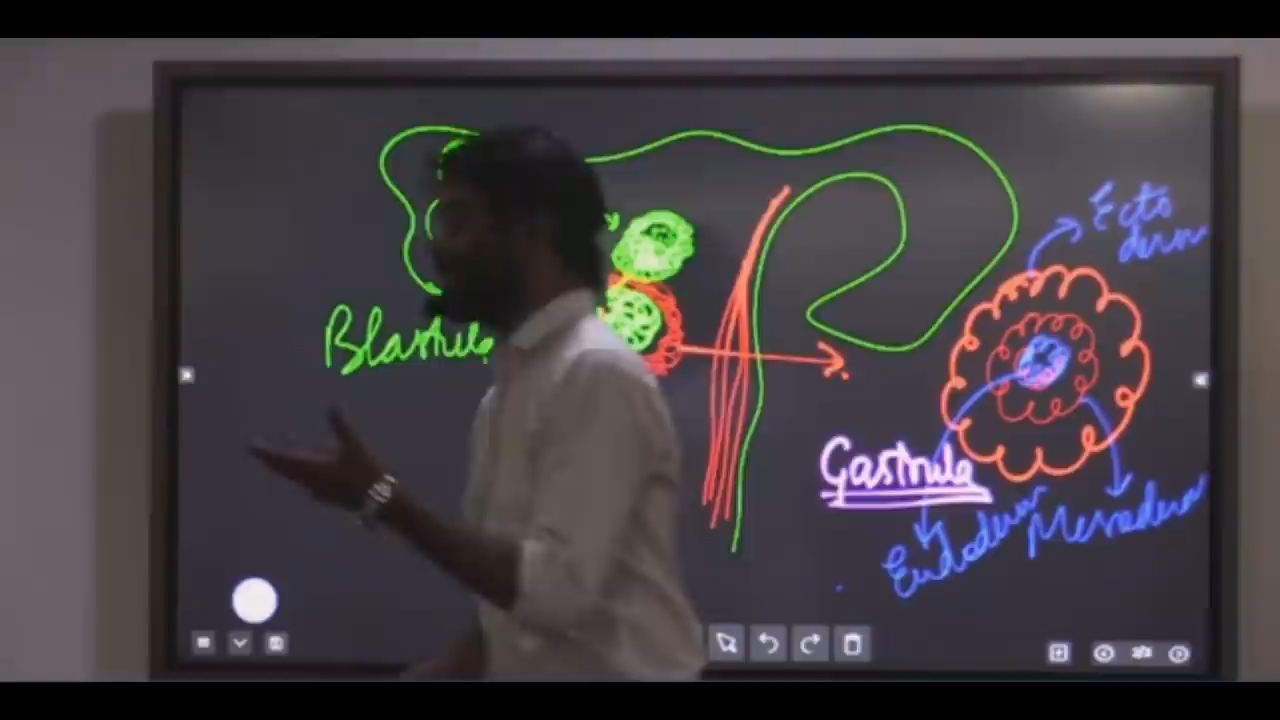 Ecto
derm
Blastula
Gastrula
Endoderm
Mesoderm